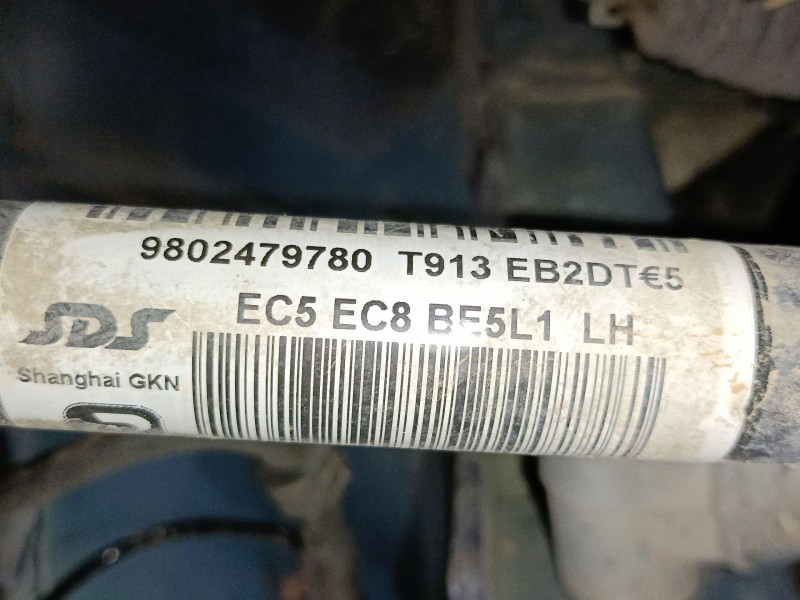 9802479780 T913 EB2DT€5
EC5 EC8 BE5L1 LH
SDS
Shanghai GKN